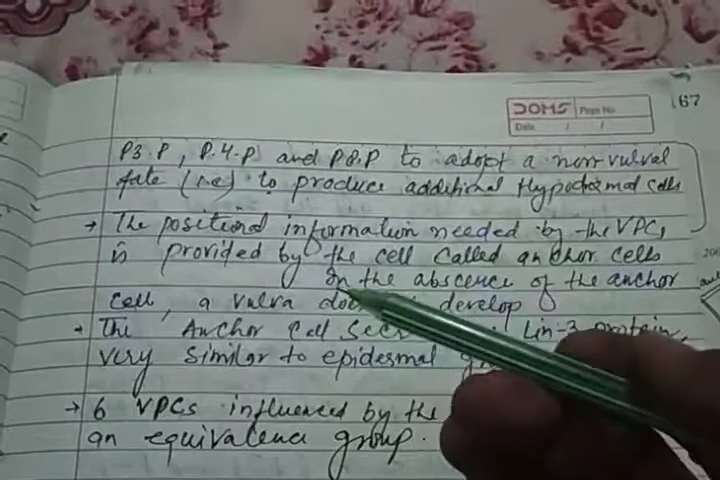 DOMS Page No.
Date / /
167
P3.P, P.4.P and P8.P to adopt a non vulval
fate (i.e) to produce additional Hypodermal cells
→ The positional information needed by the VPC,
is provided by the cell called anchor cells
In the abscence of the anchor
cell, a vulva develop
→ The Anchor Cell Lin-3 protein,
very similar to epidermal
→ 6 VPCs influenced by the
an equivalence group.